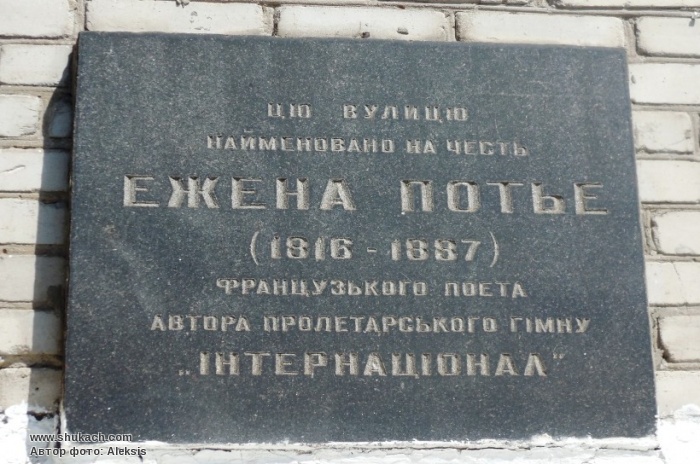 ЦЮ ВУЛИЦЮ
НАЙМЕНОВАНО НА ЧЕСТЬ
ЕЖЕНА ПОТЬЕ
(1816 - 1887)
ФРАНЦУЗЬКОГО ПОЕТА
АВТОРА ПРОЛЕТАРСЬКОГО ГІМНУ
„ІНТЕРНАЦІОНАЛ"
www.shukach.com
Автор фото: Aleksis